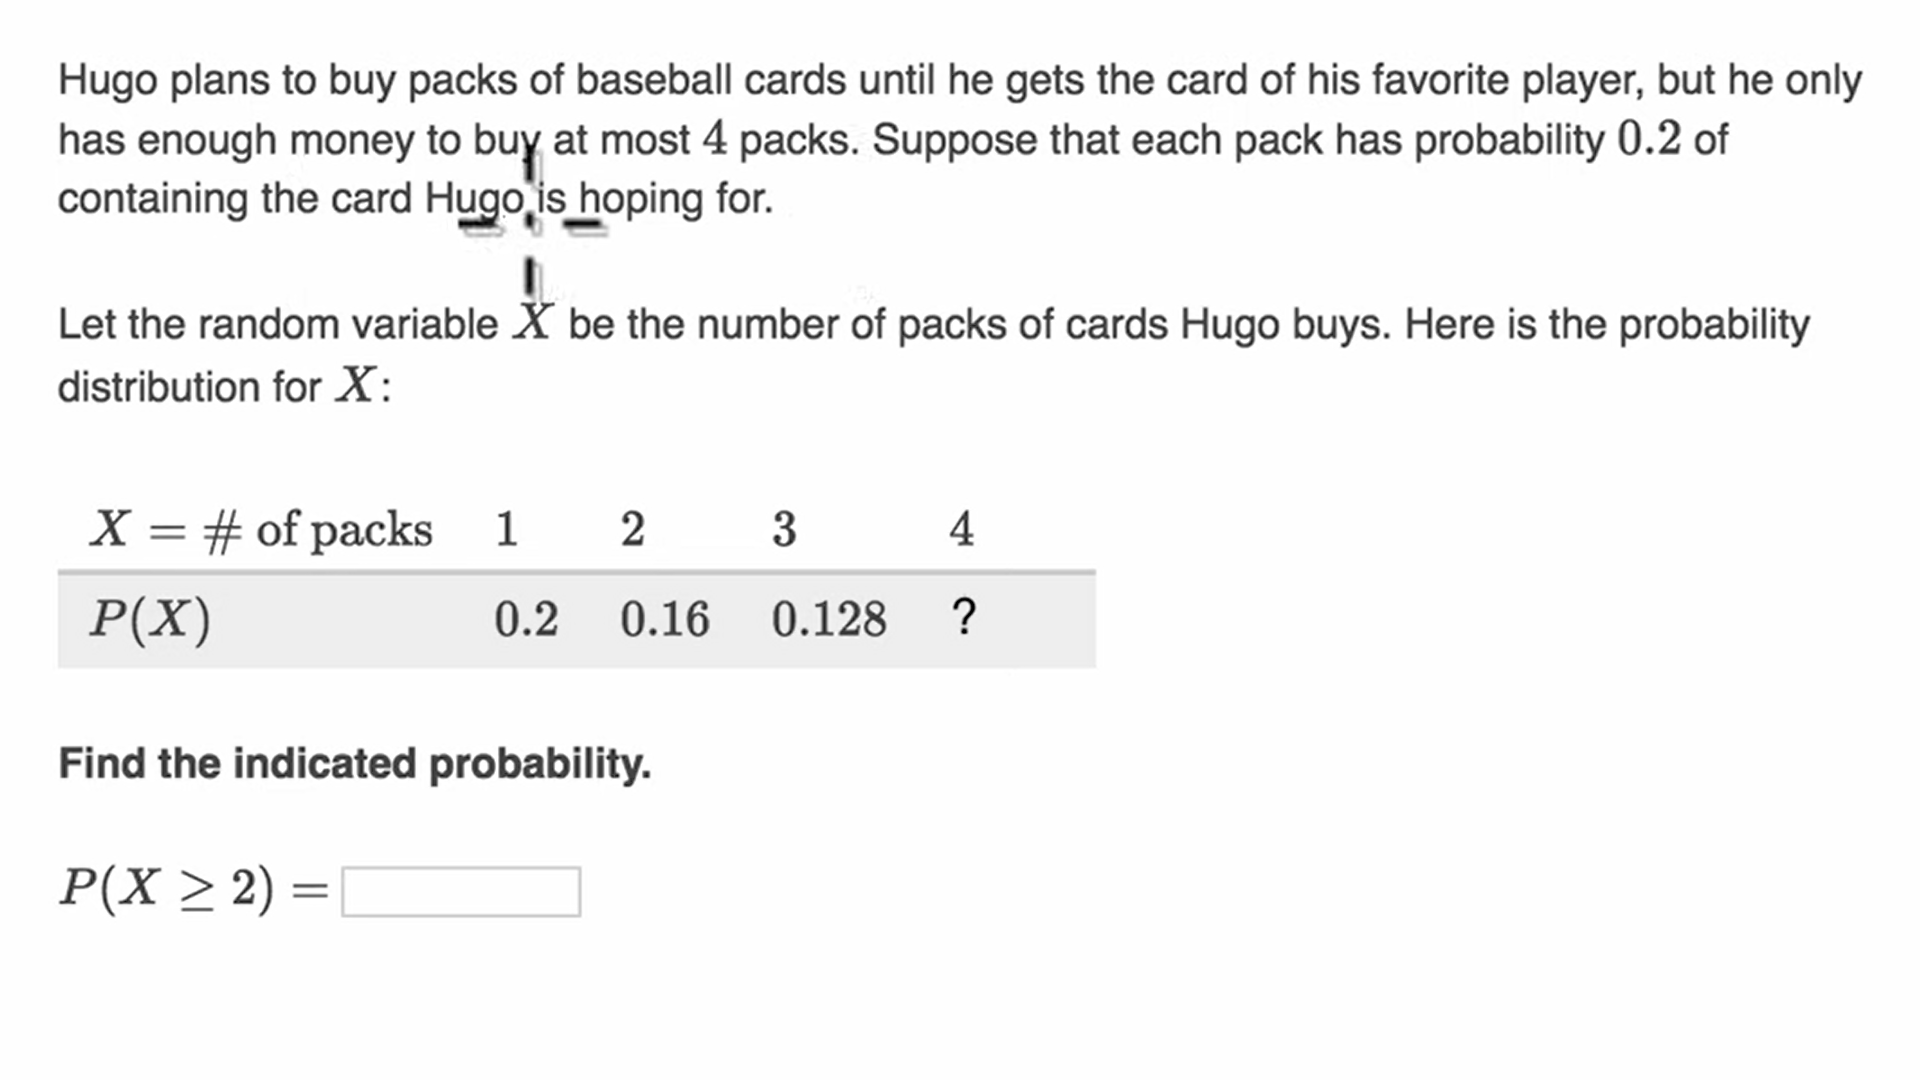 Hugo plans to buy packs of baseball cards until he gets the card of his favorite player, but he only
has enough money to buy at most 4 packs. Suppose that each pack has probability 0.2 of
containing the card Hugo is hoping for.
Let the random variable X be the number of packs of cards Hugo buys. Here is the probability
distribution for X:
X = # of packs 1 2 3 4
P(X) 0.2 0.16 0.128 ?
Find the indicated probability.
P(X ≥ 2) =